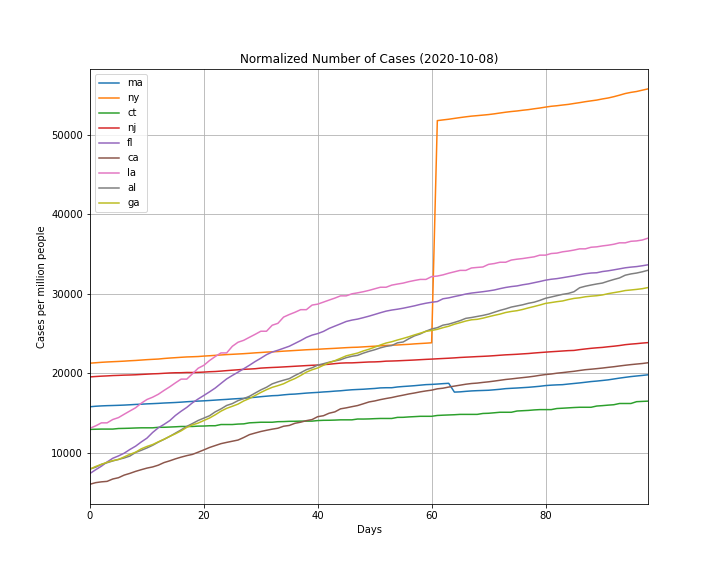 Normalized Number of Cases (2020-10-08)
ma
ny
ct
nj
fl
ca
la
al
ga
50000
40000
30000
20000
10000
Cases per million people
0
20
40
60
80
Days